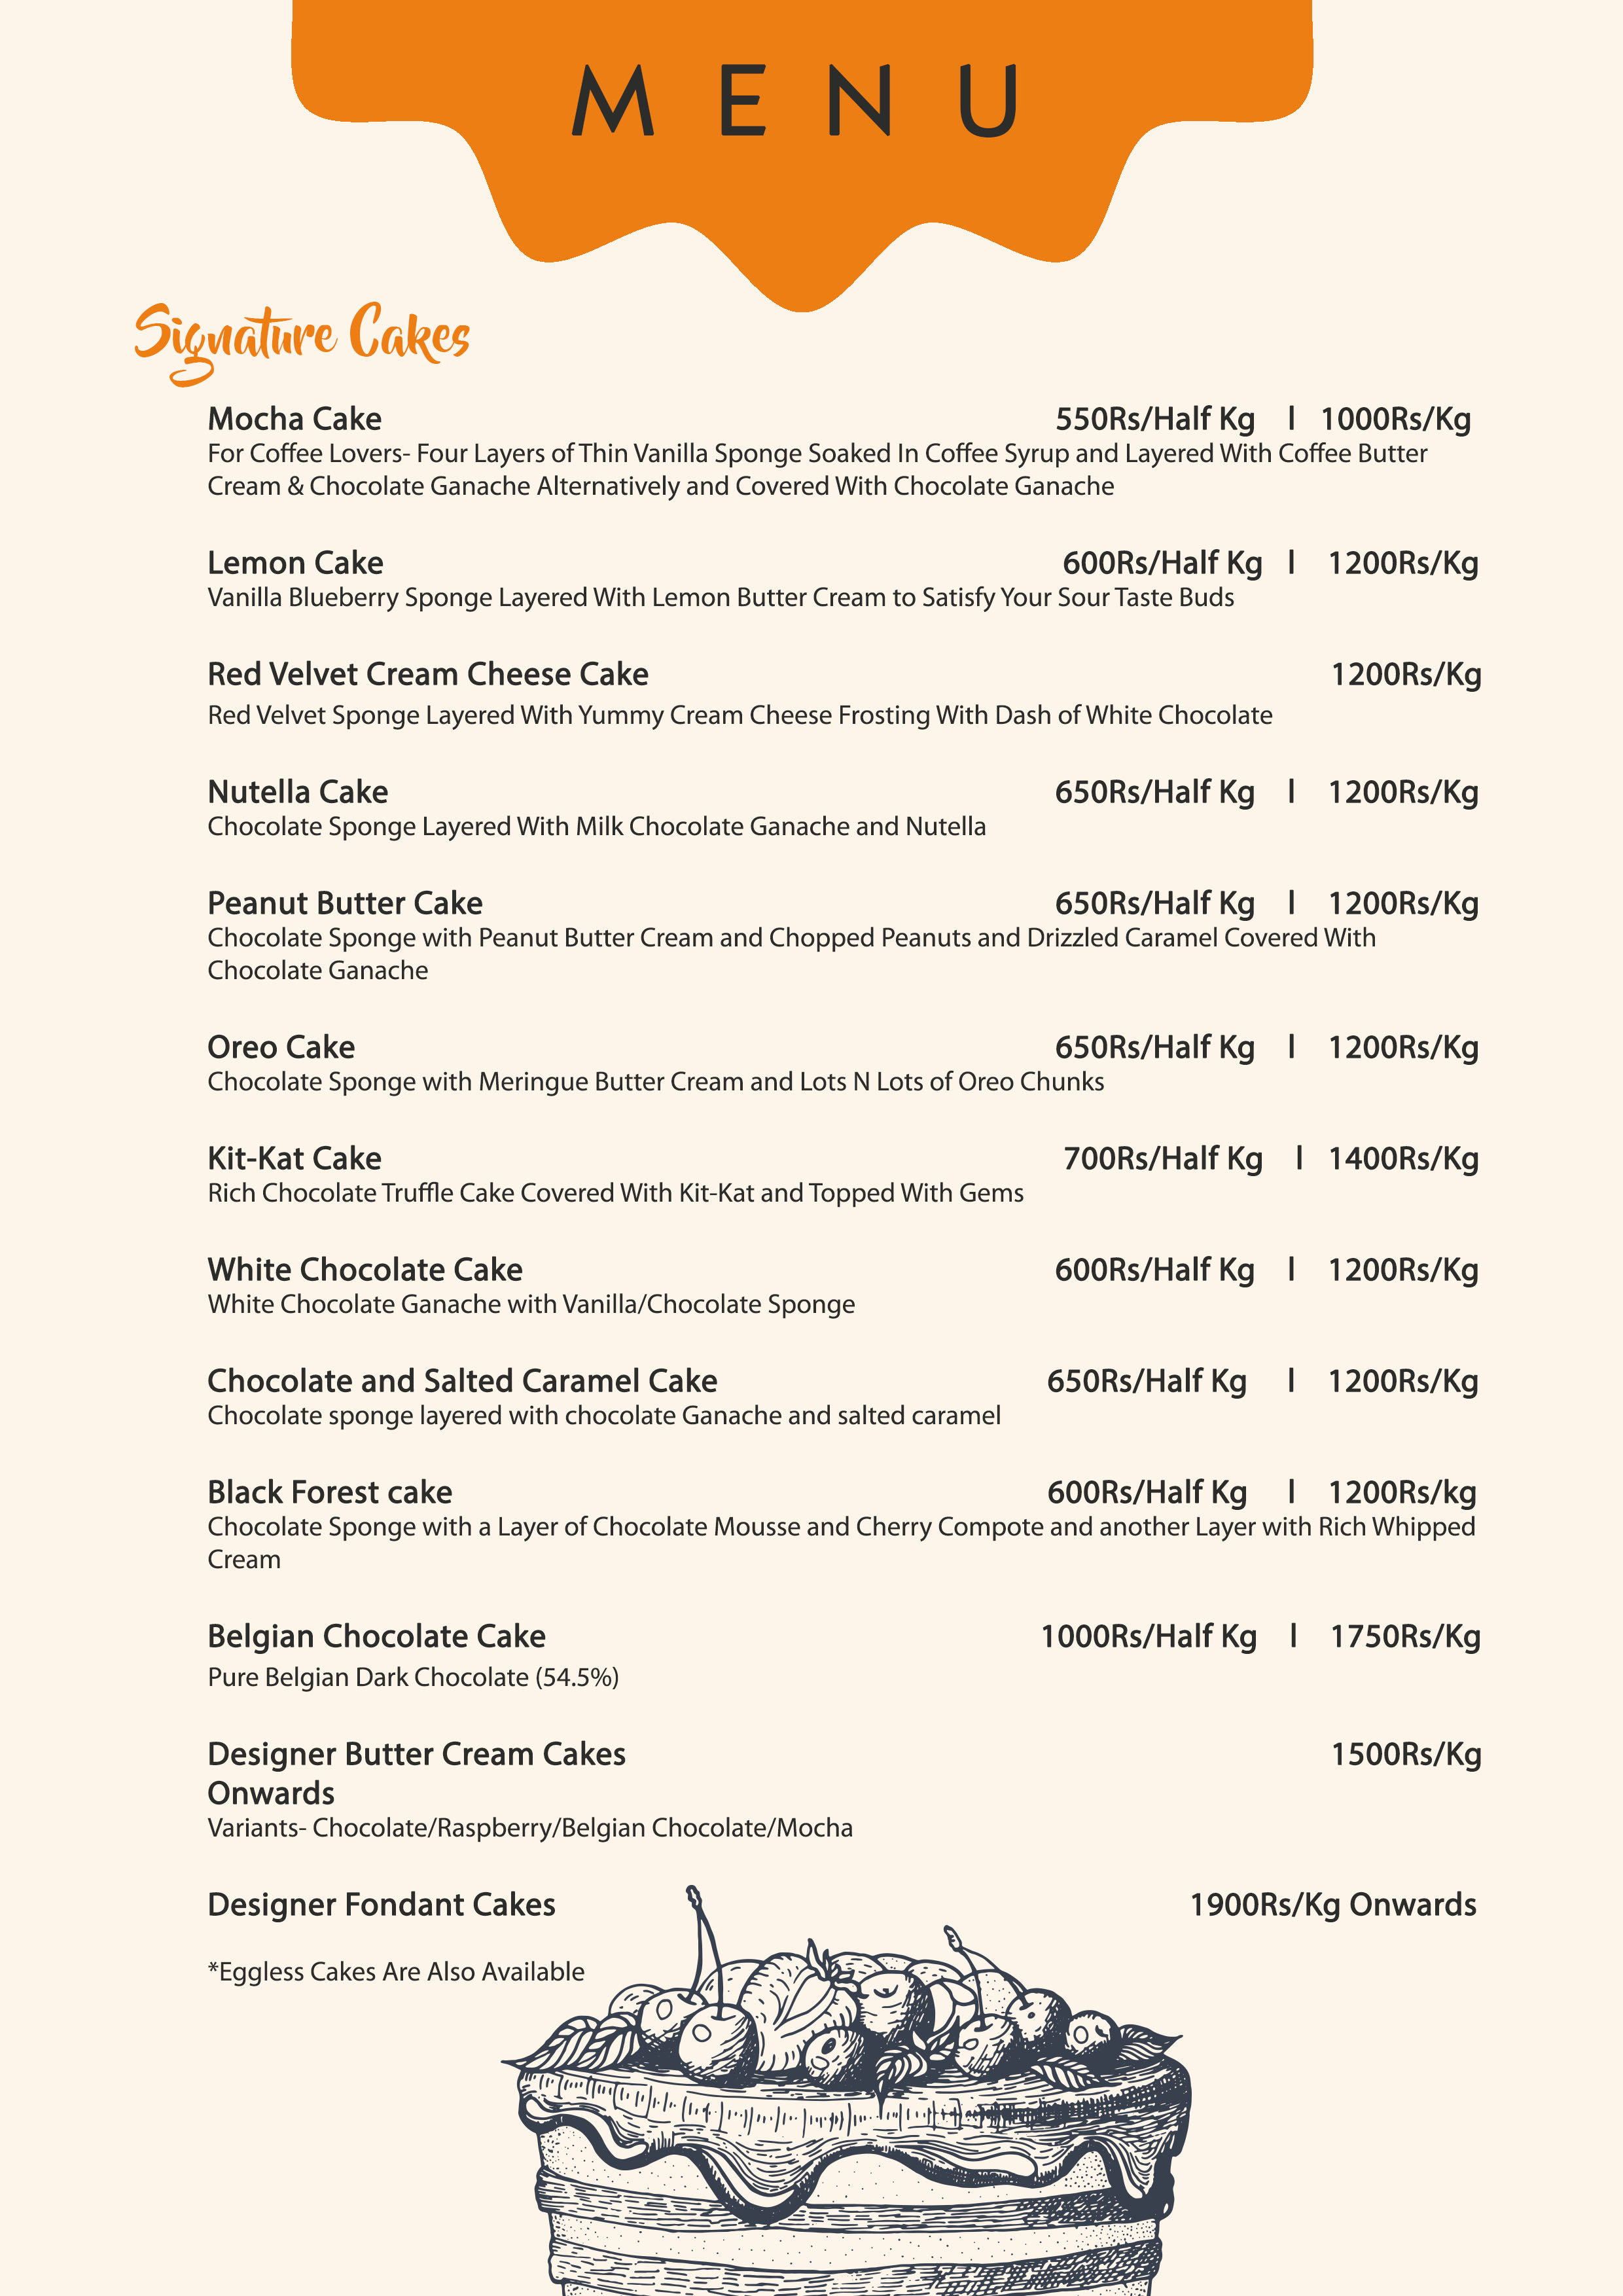 MENU
Signature Cakes
Mocha Cake 550Rs/Half Kg l 1000Rs/Kg
For Coffee Lovers- Four Layers of Thin Vanilla Sponge Soaked In Coffee Syrup and Layered With Coffee Butter
Cream & Chocolate Ganache Alternatively and Covered With Chocolate Ganache
Lemon Cake 600Rs/Half Kg l 1200Rs/Kg
Vanilla Blueberry Sponge Layered With Lemon Butter Cream to Satisfy Your Sour Taste Buds
Red Velvet Cream Cheese Cake 1200Rs/Kg
Red Velvet Sponge Layered With Yummy Cream Cheese Frosting With Dash of White Chocolate
Nutella Cake 650Rs/Half Kg l 1200Rs/Kg
Chocolate Sponge Layered With Milk Chocolate Ganache and Nutella
Peanut Butter Cake 650Rs/Half Kg l 1200Rs/Kg
Chocolate Sponge with Peanut Butter Cream and Chopped Peanuts and Drizzled Caramel Covered With
Chocolate Ganache
Oreo Cake 650Rs/Half Kg l 1200Rs/Kg
Chocolate Sponge with Meringue Butter Cream and Lots N Lots of Oreo Chunks
Kit-Kat Cake 700Rs/Half Kg l 1400Rs/Kg
Rich Chocolate Truffle Cake Covered With Kit-Kat and Topped With Gems
White Chocolate Cake 600Rs/Half Kg l 1200Rs/Kg
White Chocolate Ganache with Vanilla/Chocolate Sponge
Chocolate and Salted Caramel Cake 650Rs/Half Kg l 1200Rs/Kg
Chocolate sponge layered with chocolate Ganache and salted caramel
Black Forest cake 600Rs/Half Kg l 1200Rs/kg
Chocolate Sponge with a Layer of Chocolate Mousse and Cherry Compote and another Layer with Rich Whipped
Cream
Belgian Chocolate Cake 1000Rs/Half Kg l 1750Rs/Kg
Pure Belgian Dark Chocolate (54.5%)
Designer Butter Cream Cakes 1500Rs/Kg
Onwards
Variants- Chocolate/Raspberry/Belgian Chocolate/Mocha
Designer Fondant Cakes 1900Rs/Kg Onwards
*Eggless Cakes Are Also Available